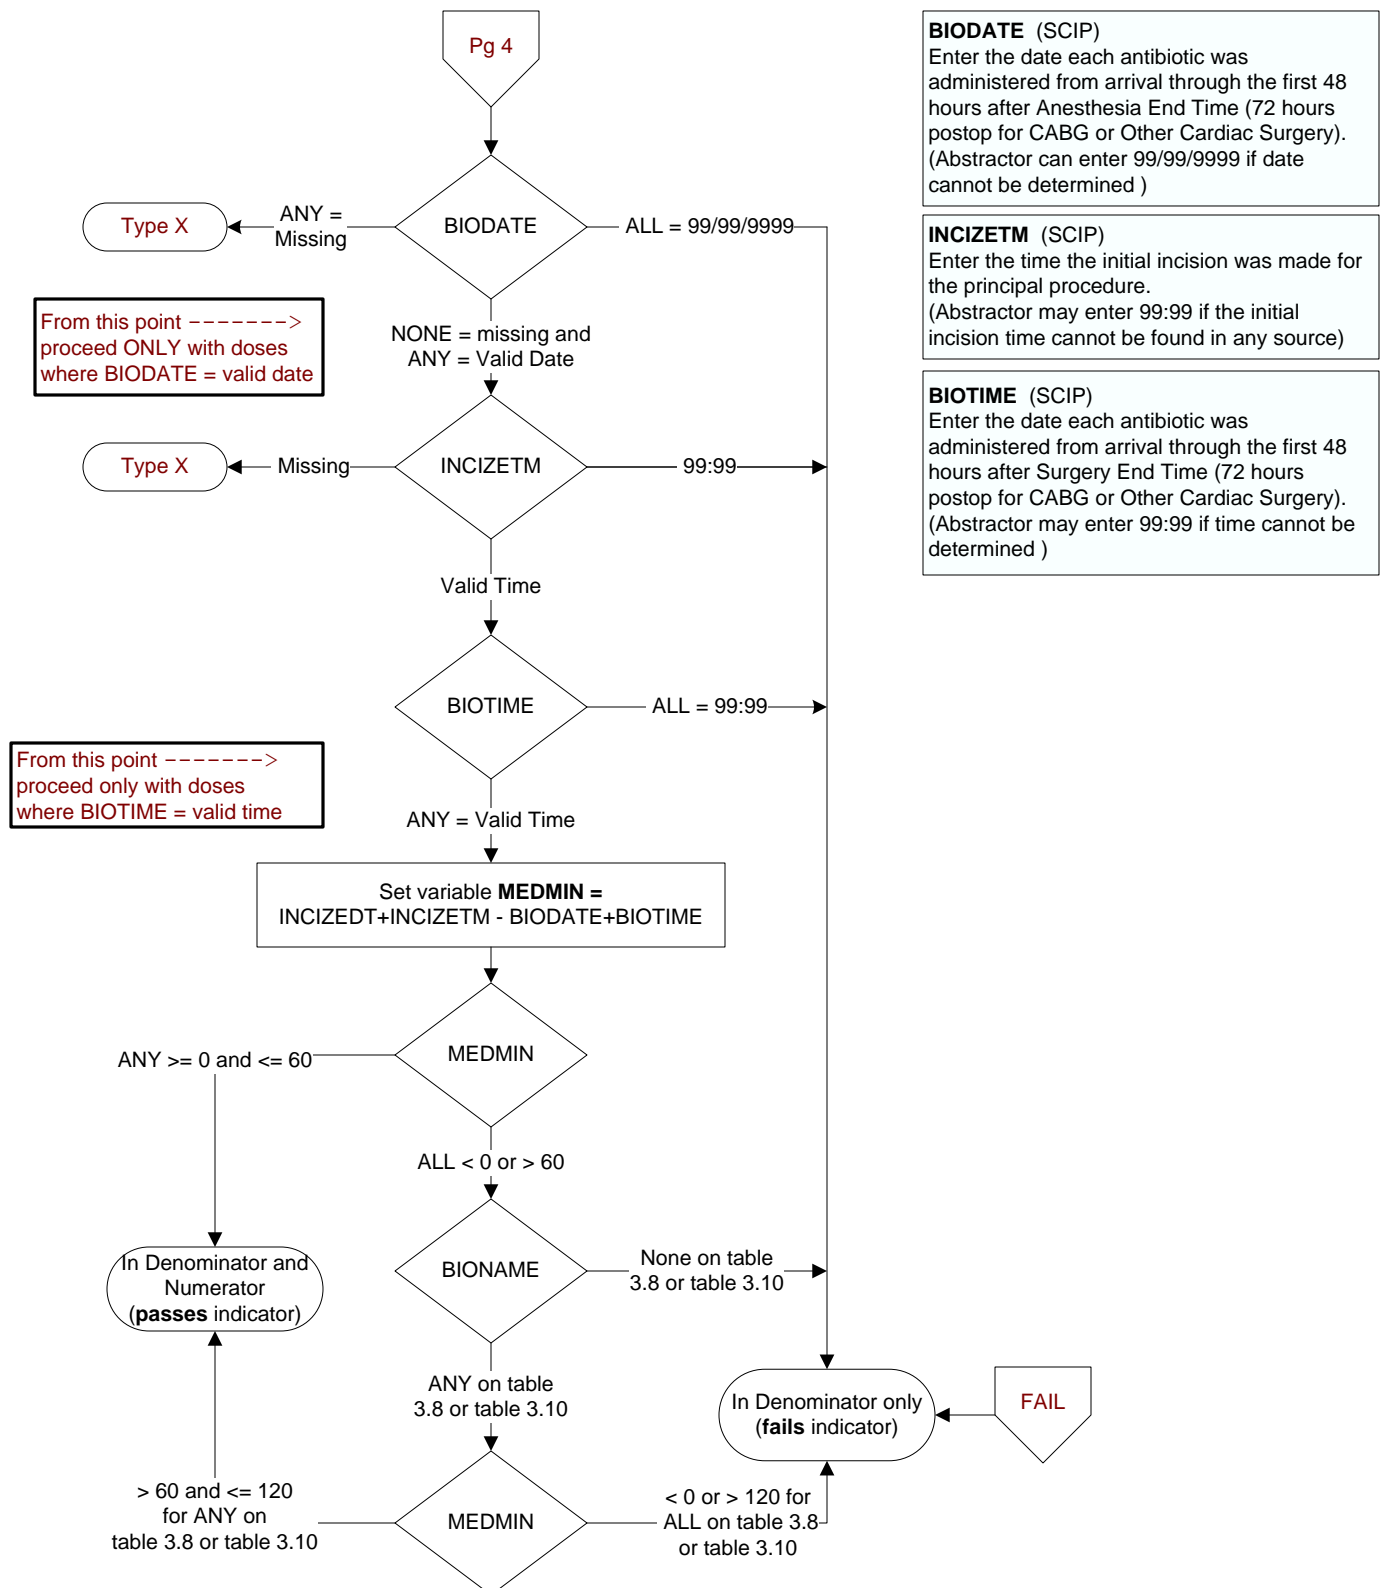 Pg 4
BIODATE (SCIP)
Enter the date each antibiotic was
administered from arrival through the first 48
hours after Anesthesia End Time (72 hours
postop for CABG or Other Cardiac Surgery).
(Abstractor can enter 99/99/9999 if date
cannot be determined )
Type X
ANY =
Missing
BIODATE
ALL = 99/99/9999
INCIZETM (SCIP)
Enter the time the initial incision was made for
the principal procedure.
(Abstractor may enter 99:99 if the initial
incision time cannot be found in any source)
From this point ------->
proceed ONLY with doses
where BIODATE = valid date
NONE = missing and
ANY = Valid Date
BIOTIME (SCIP)
Enter the date each antibiotic was
administered from arrival through the first 48
hours after Surgery End Time (72 hours
postop for CABG or Other Cardiac Surgery).
(Abstractor may enter 99:99 if time cannot be
determined )
Type X
Missing
INCIZETM
99:99
Valid Time
BIOTIME
ALL = 99:99
From this point ------->
proceed only with doses
where BIOTIME = valid time
ANY = Valid Time
Set variable MEDMIN =
INCIZEDT+INCIZETM - BIODATE+BIOTIME
ANY >= 0 and <= 60
MEDMIN
ALL < 0 or > 60
In Denominator and
Numerator
(passes indicator)
BIONAME
None on table
3.8 or table 3.10
ANY on table
3.8 or table 3.10
In Denominator only
(fails indicator)
FAIL
> 60 and <= 120
for ANY on
table 3.8 or table 3.10
MEDMIN
< 0 or > 120 for
ALL on table 3.8
or table 3.10